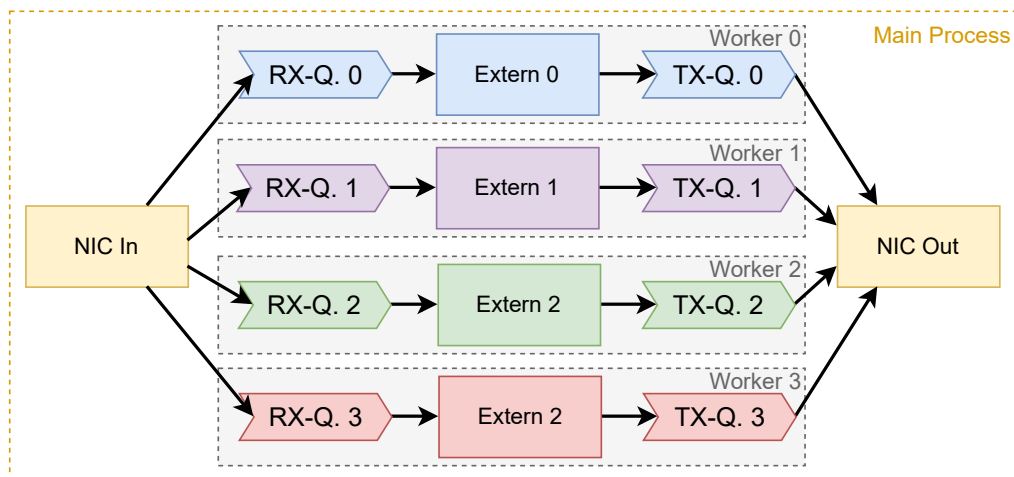 Main Process
Worker 0
RX-Q. 0
Extern 0
TX-Q. 0
Worker 1
RX-Q. 1
Extern 1
TX-Q. 1
NIC In
NIC Out
Worker 2
RX-Q. 2
Extern 2
TX-Q. 2
Worker 3
RX-Q. 3
Extern 2
TX-Q. 3